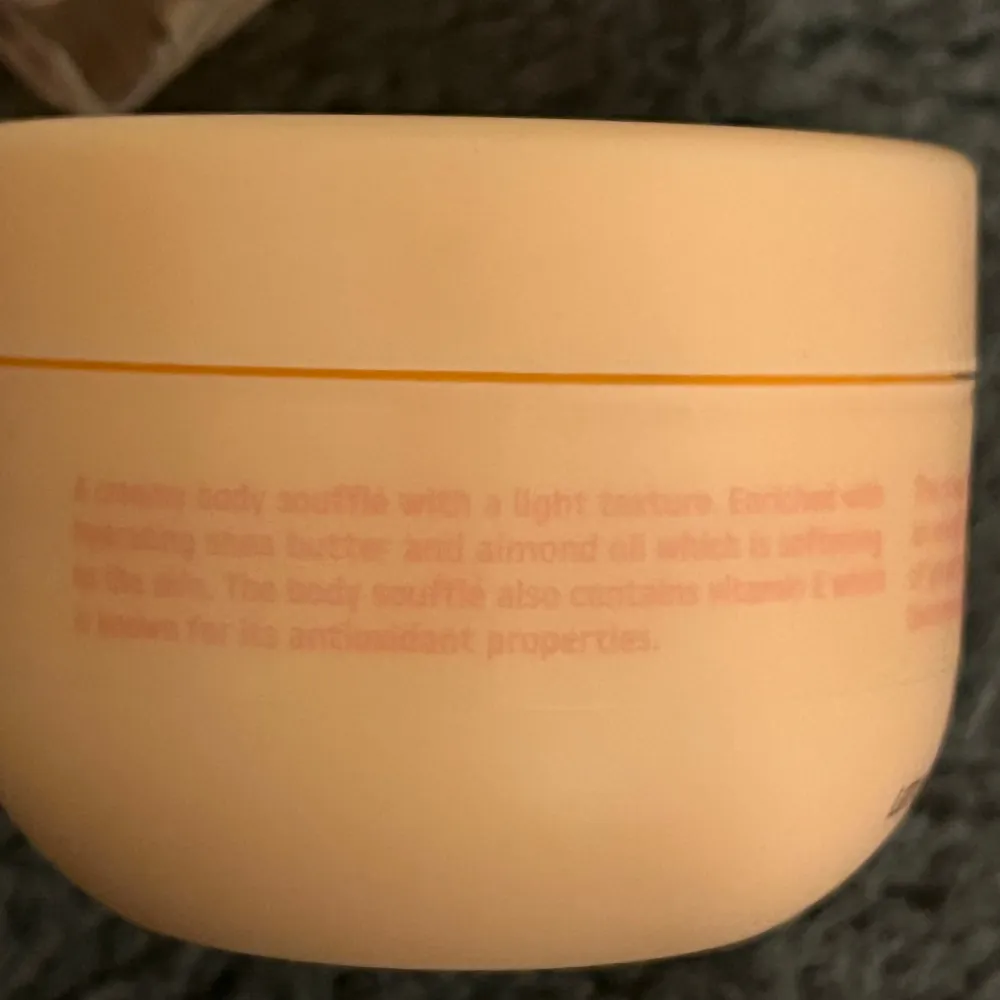 A creamy body soufflé with a light texture. Enriched with
hydrating shea butter and almond oil which is softening
for the skin. The body soufflé also contains vitamin E which
is known for its antioxidant properties.